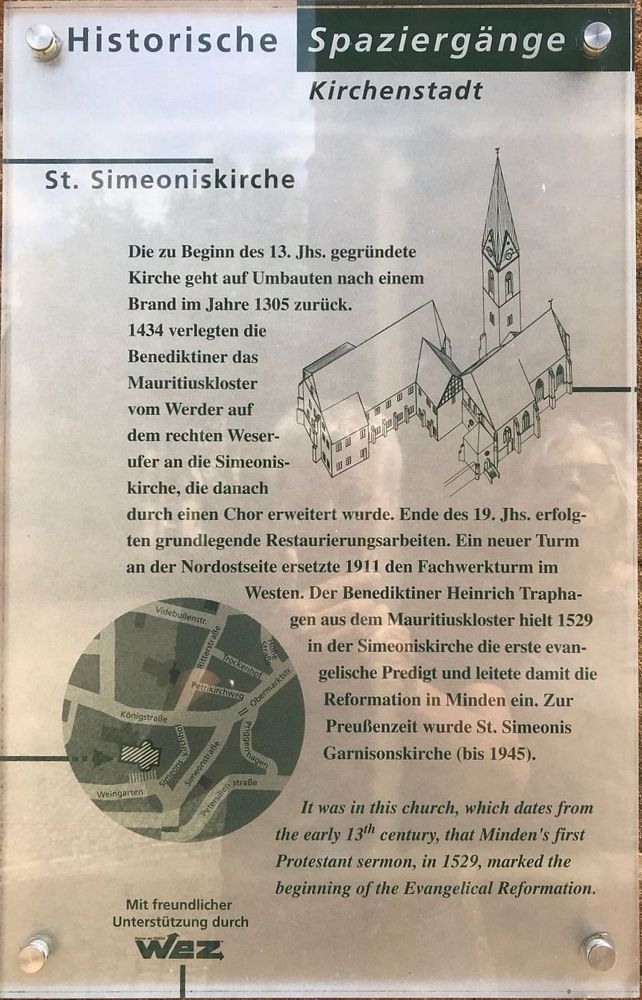 Historische Spaziergänge
Kirchenstadt
St. Simeoniskirche
Die zu Beginn des 13. Jhs. gegründete
Kirche geht auf Umbauten nach einem
Brand im Jahre 1305 zurück.
1434 verlegten die
Benediktiner das
Mauritiuskloster
vom Werder auf
dem rechten Weser-
ufer an die Simeonis-
kirche, die danach
durch einen Chor erweitert wurde. Ende des 19. Jhs. erfolg-
ten grundlegende Restaurierungsarbeiten. Ein neuer Turm
an der Nordostseite ersetzte 1911 den Fachwerkturm im
Westen. Der Benediktiner Heinrich Trapha-
gen aus dem Mauritiuskloster hielt 1529
in der Simeoniskirche die erste evan-
gelische Predigt und leitete damit die
Reformation in Minden ein. Zur
Preußenzeit wurde St. Simeonis
Garnisonskirche (bis 1945).
Videbullenstr.
Ritterstraße
Hohe Straße
Trockenhof
Petrikirchweg
Obermarktstr.
Königstraße
Priggenhagen
Simeonskirchhof
Simeonstraße
Weingarten
Petersilienstraße
It was in this church, which dates from
the early 13th century, that Minden's first
Protestant sermon, in 1529, marked the
beginning of the Evangelical Reformation.
Mit freundlicher
Unterstützung durch
Wez